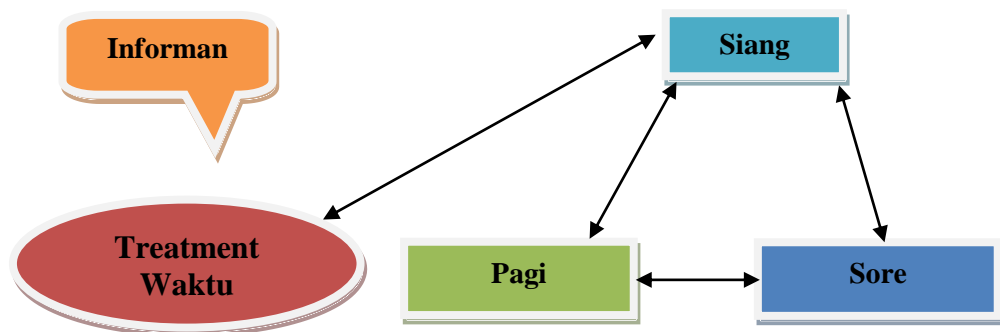 Informan
Siang
Treatment
Waktu
Pagi
Sore